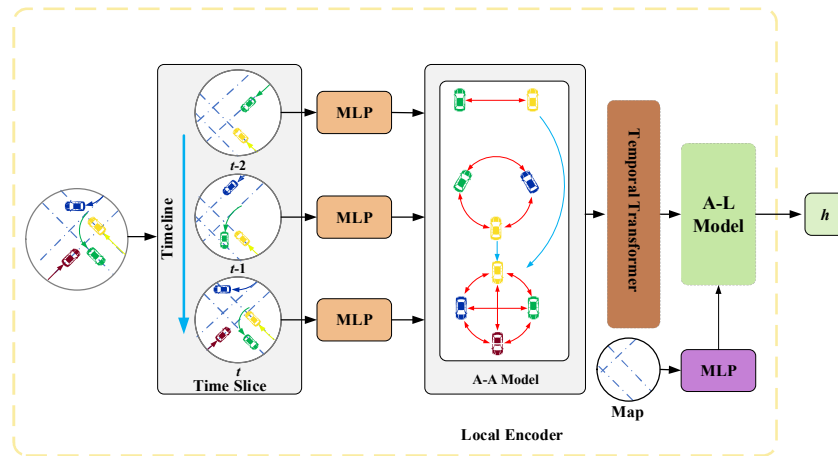 Timeline
t-2
t-1
t
Time Slice
MLP
MLP
MLP
A-A Model
Temporal Transformer
A-L
Model
h
Map
MLP
Local Encoder